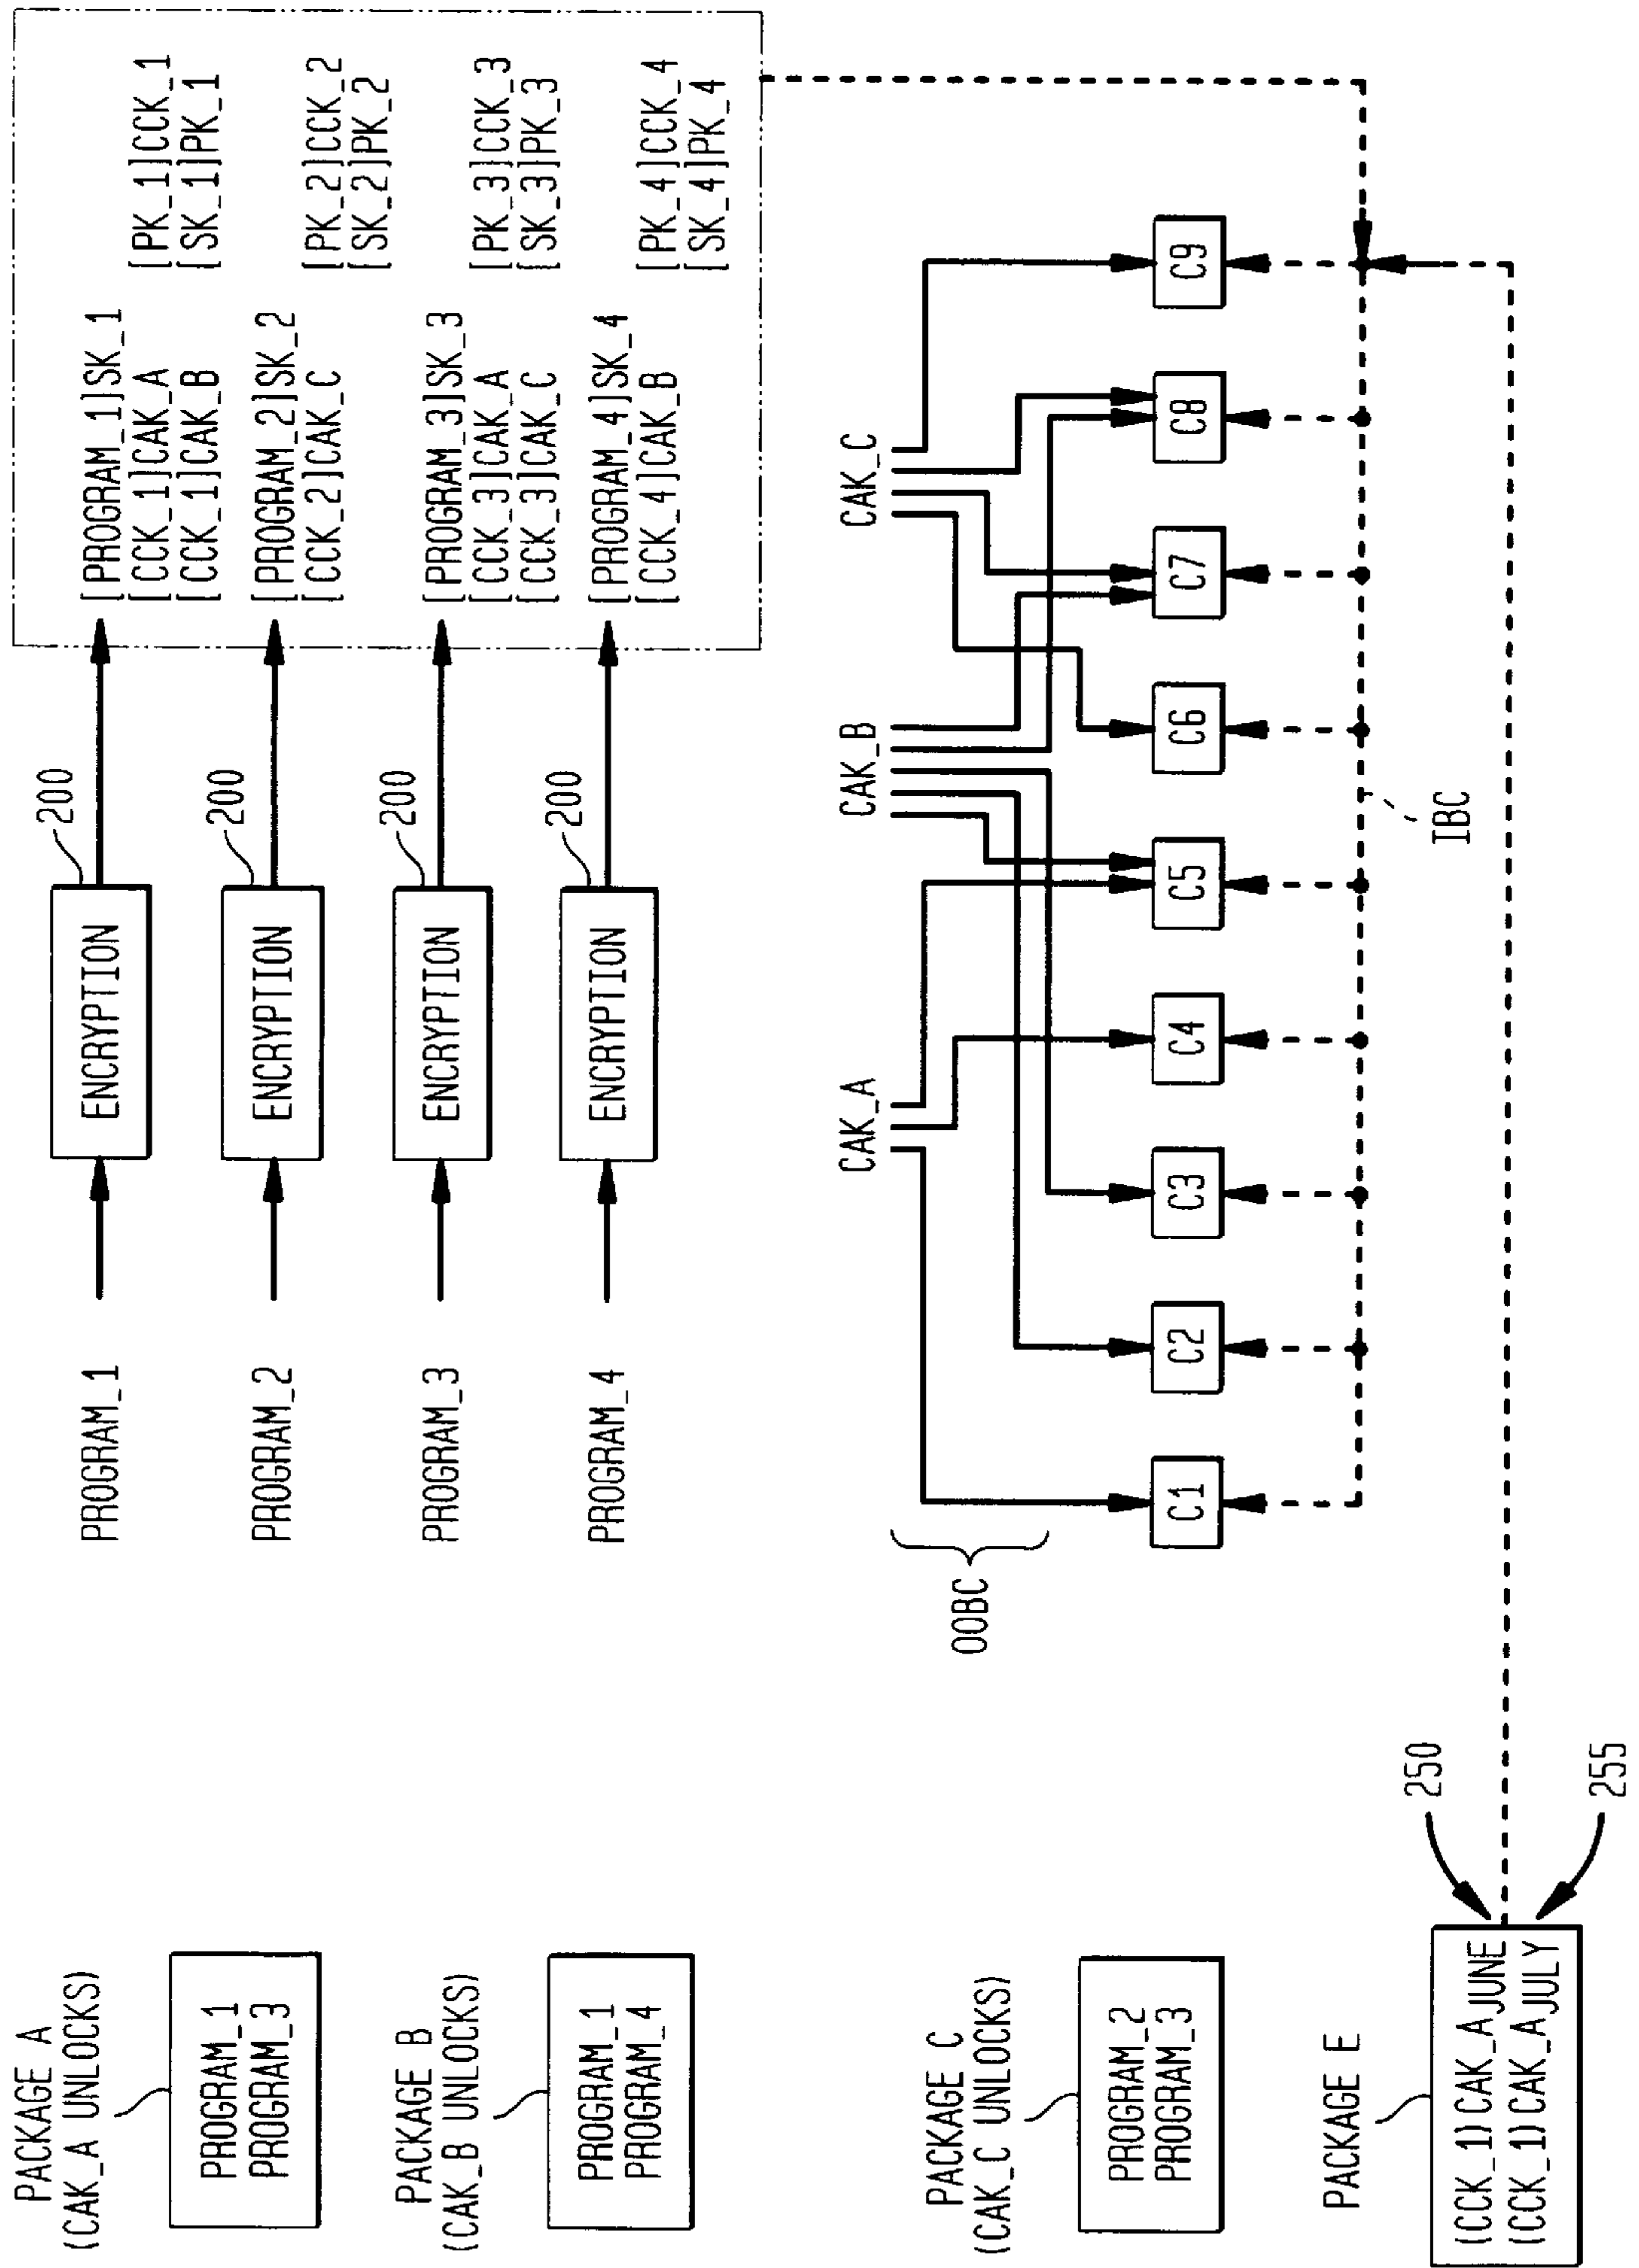 PACKAGE A
(CAK_A UNLOCKS)
PROGRAM_1
PROGRAM_3
PACKAGE B
(CAK_B UNLOCKS)
PROGRAM_1
PROGRAM_4
PACKAGE C
(CAK_C UNLOCKS)
PROGRAM_2
PROGRAM_3
PACKAGE E
(CCK_1) CAK_A JUNE
(CCK_1) CAK_A JULY
250
255
PROGRAM_1
ENCRYPTION
200
[PROGRAM_1]SK_1
[CCK_1]CAK_A
[CCK_1]CAK_B
[PK_1]CCK_1
[SK_1]PK_1
PROGRAM_2
ENCRYPTION
200
[PROGRAM_2]SK_2
[CCK_2]CAK_C
[PK_2]CCK_2
[SK_2]PK_2
PROGRAM_3
ENCRYPTION
200
[PROGRAM_3]SK_3
[CCK_3]CAK_A
[CCK_3]CAK_C
[PK_3]CCK_3
[SK_3]PK_3
PROGRAM_4
ENCRYPTION
200
[PROGRAM_4]SK_4
[CCK_4]CAK_B
[PK_4]CCK_4
[SK_4]PK_4
CAK_A
CAK_B
CAK_C
OOBC
C1
C2
C3
C4
C5
C6
C7
C8
C9
IBC